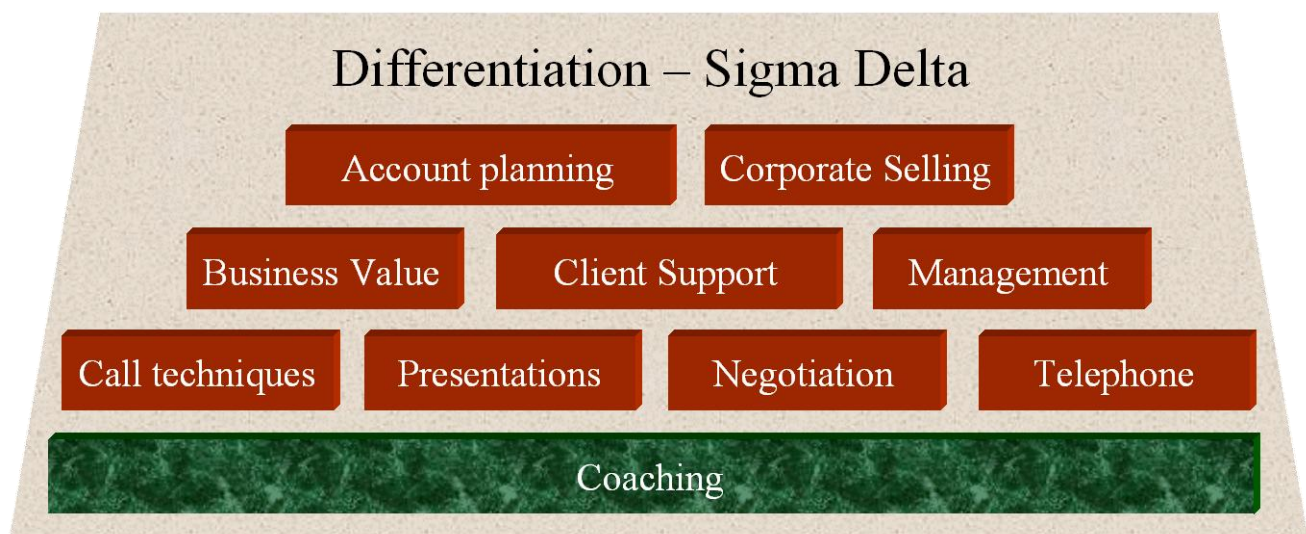 Differentiation – Sigma Delta
Account planning
Corporate Selling
Business Value
Client Support
Management
Call techniques
Presentations
Negotiation
Telephone
Coaching